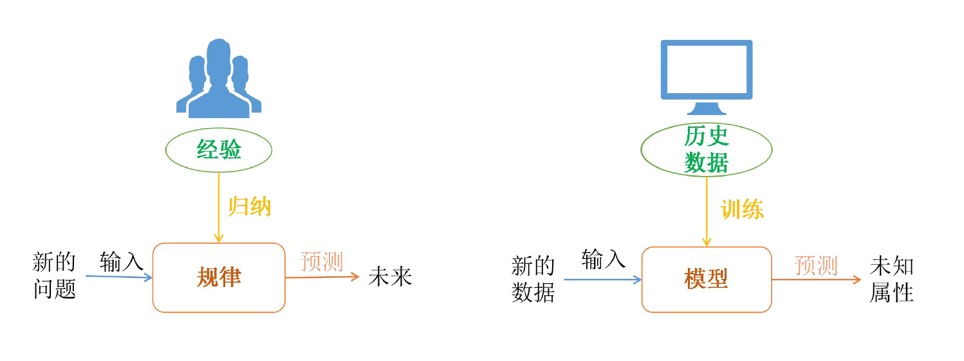 经验
归纳
新的
问题
输入
规律
预测
未来
历史
数据
训练
新的
数据
输入
模型
预测
未知
属性